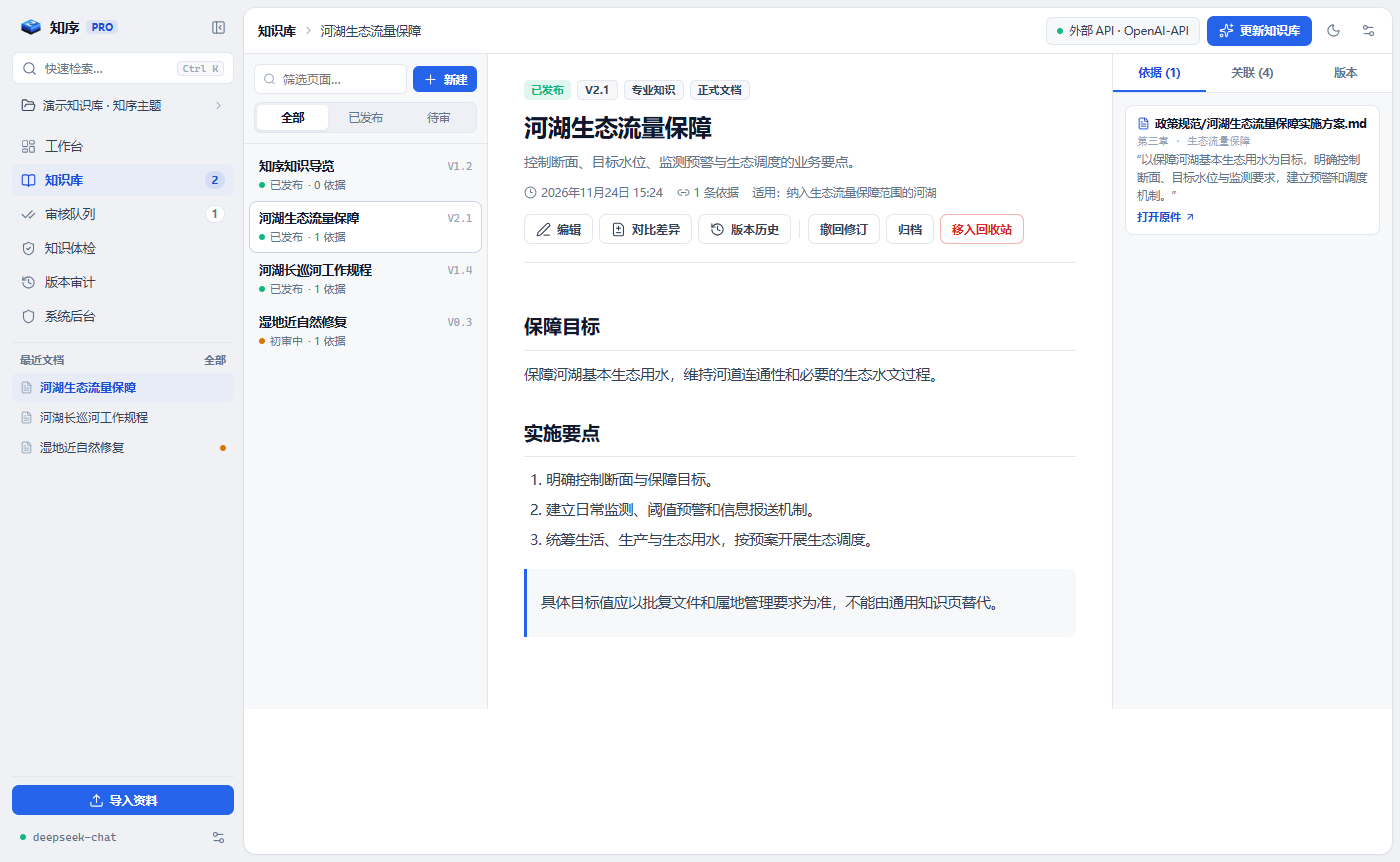 知序 PRO
快速检索... Ctrl K
演示知识库 · 知序主题
工作台
知识库 2
审核队列 1
知识体检
版本审计
系统后台
最近文档 全部
河湖生态流量保障
河湖长巡河工作规程
湿地近自然修复
导入资料
deepseek-chat
知识库 > 河湖生态流量保障
外部 API · OpenAI-API
更新知识库
筛选页面...
新建
全部 已发布 待审
知序知识导览 V1.2
已发布 · 0 依据
河湖生态流量保障 V2.1
已发布 · 1 依据
河湖长巡河工作规程 V1.4
已发布 · 1 依据
湿地近自然修复 V0.3
初审中 · 1 依据
已发布 V2.1 专业知识 正式文档
河湖生态流量保障
控制断面、目标水位、监测预警与生态调度的业务要点。
2026年11月24日 15:24 1 条依据 适用：纳入生态流量保障范围的河湖
编辑 对比差异 版本历史 撤回修订 归档 移入回收站
保障目标
保障河湖基本生态用水，维持河道连通性和必要的生态水文过程。
实施要点
1. 明确控制断面与保障目标。
2. 建立日常监测、阈值预警和信息报送机制。
3. 统筹生活、生产与生态用水，按预案开展生态调度。
具体目标值应以批复文件和属地管理要求为准，不能由通用知识页替代。
依据 (1) 关联 (4) 版本
政策规范/河湖生态流量保障实施方案.md
第三章 · 生态流量保障
“以保障河湖基本生态用水为目标，明确控制
断面、目标水位与监测要求，建立预警和调度
机制。”
打开原件